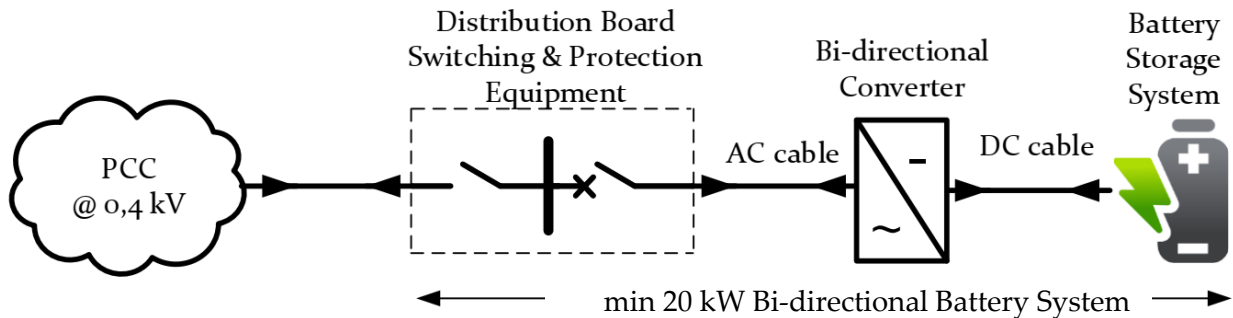 Distribution Board
Switching & Protection
Equipment
Bi-directional
Converter
Battery
Storage
System
PCC
@ 0,4 kV
AC cable
DC cable
-
~
+
-
min 20 kW Bi-directional Battery System